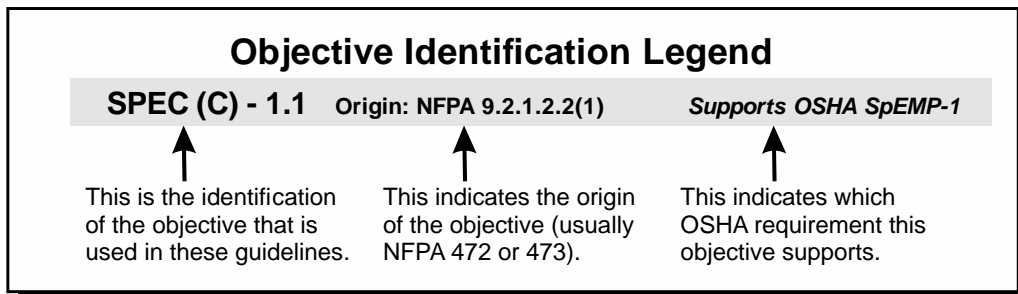 Objective Identification Legend
SPEC (C) - 1.1 Origin: NFPA 9.2.1.2.2(1) Supports OSHA SpEMP-1
This is the identification
of the objective that is
used in these guidelines.
This indicates the origin
of the objective (usually
NFPA 472 or 473).
This indicates which
OSHA requirement this
objective supports.